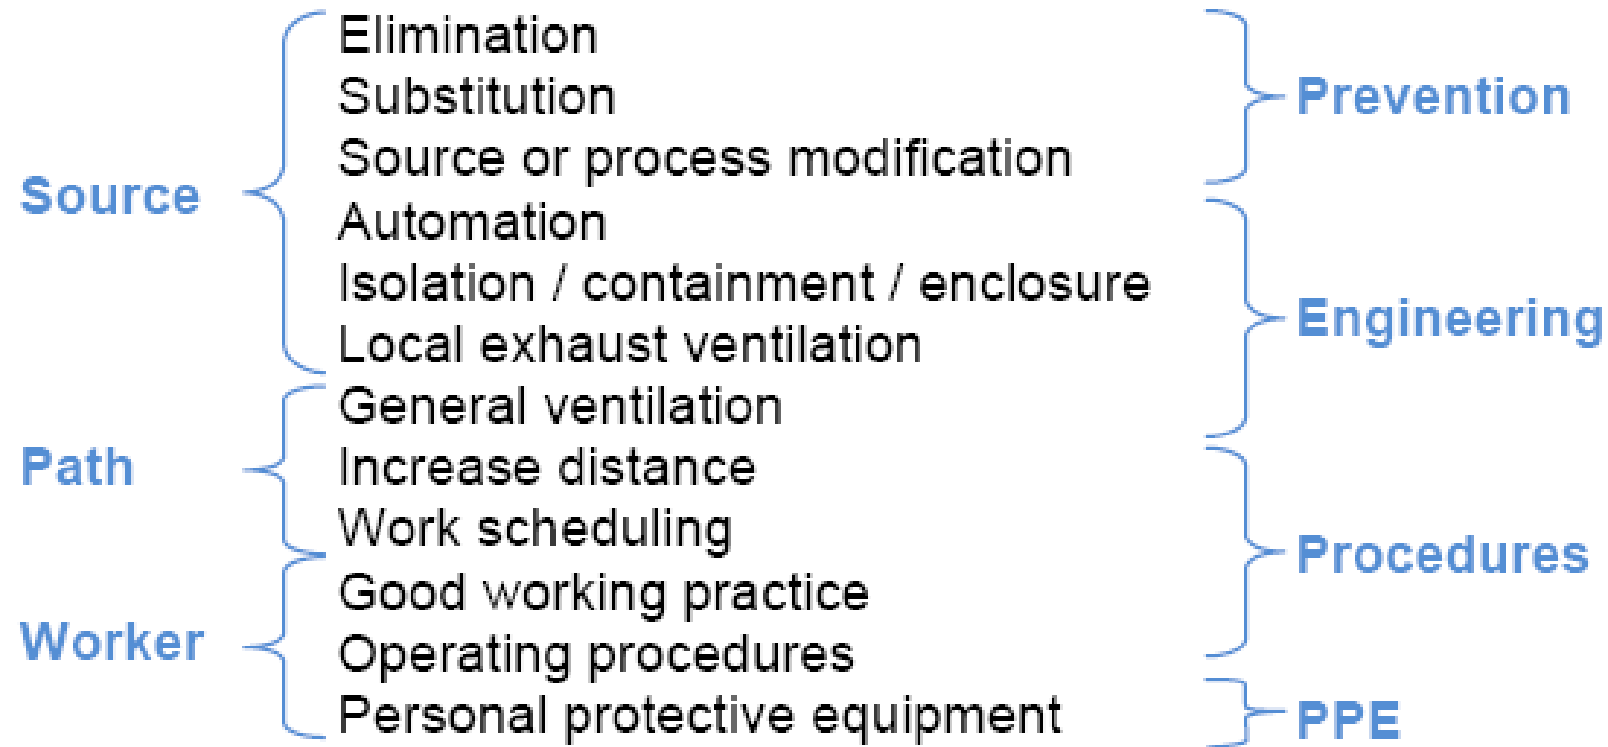 Elimination
Substitution
Prevention
Source or process modification
Source
Automation
Isolation / containment / enclosure
Engineering
Local exhaust ventilation
General ventilation
Path
Increase distance
Work scheduling
Procedures
Good working practice
Worker
Operating procedures
Personal protective equipment
PPE